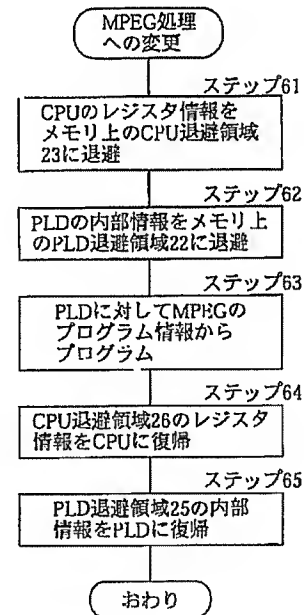 MPEG処理
への変更
ステップ61
CPUのレジスタ情報を
メモリ上のCPU退避領域
23に退避
ステップ62
PLDの内部情報をメモリ上
のPLD退避領域22に退避
ステップ63
PLDに対してMPEGの
プログラム情報から
プログラム
ステップ64
CPU退避領域26のレジスタ
情報をCPUに復帰
ステップ65
PLD退避領域25の内部
情報をPLDに復帰
おわり